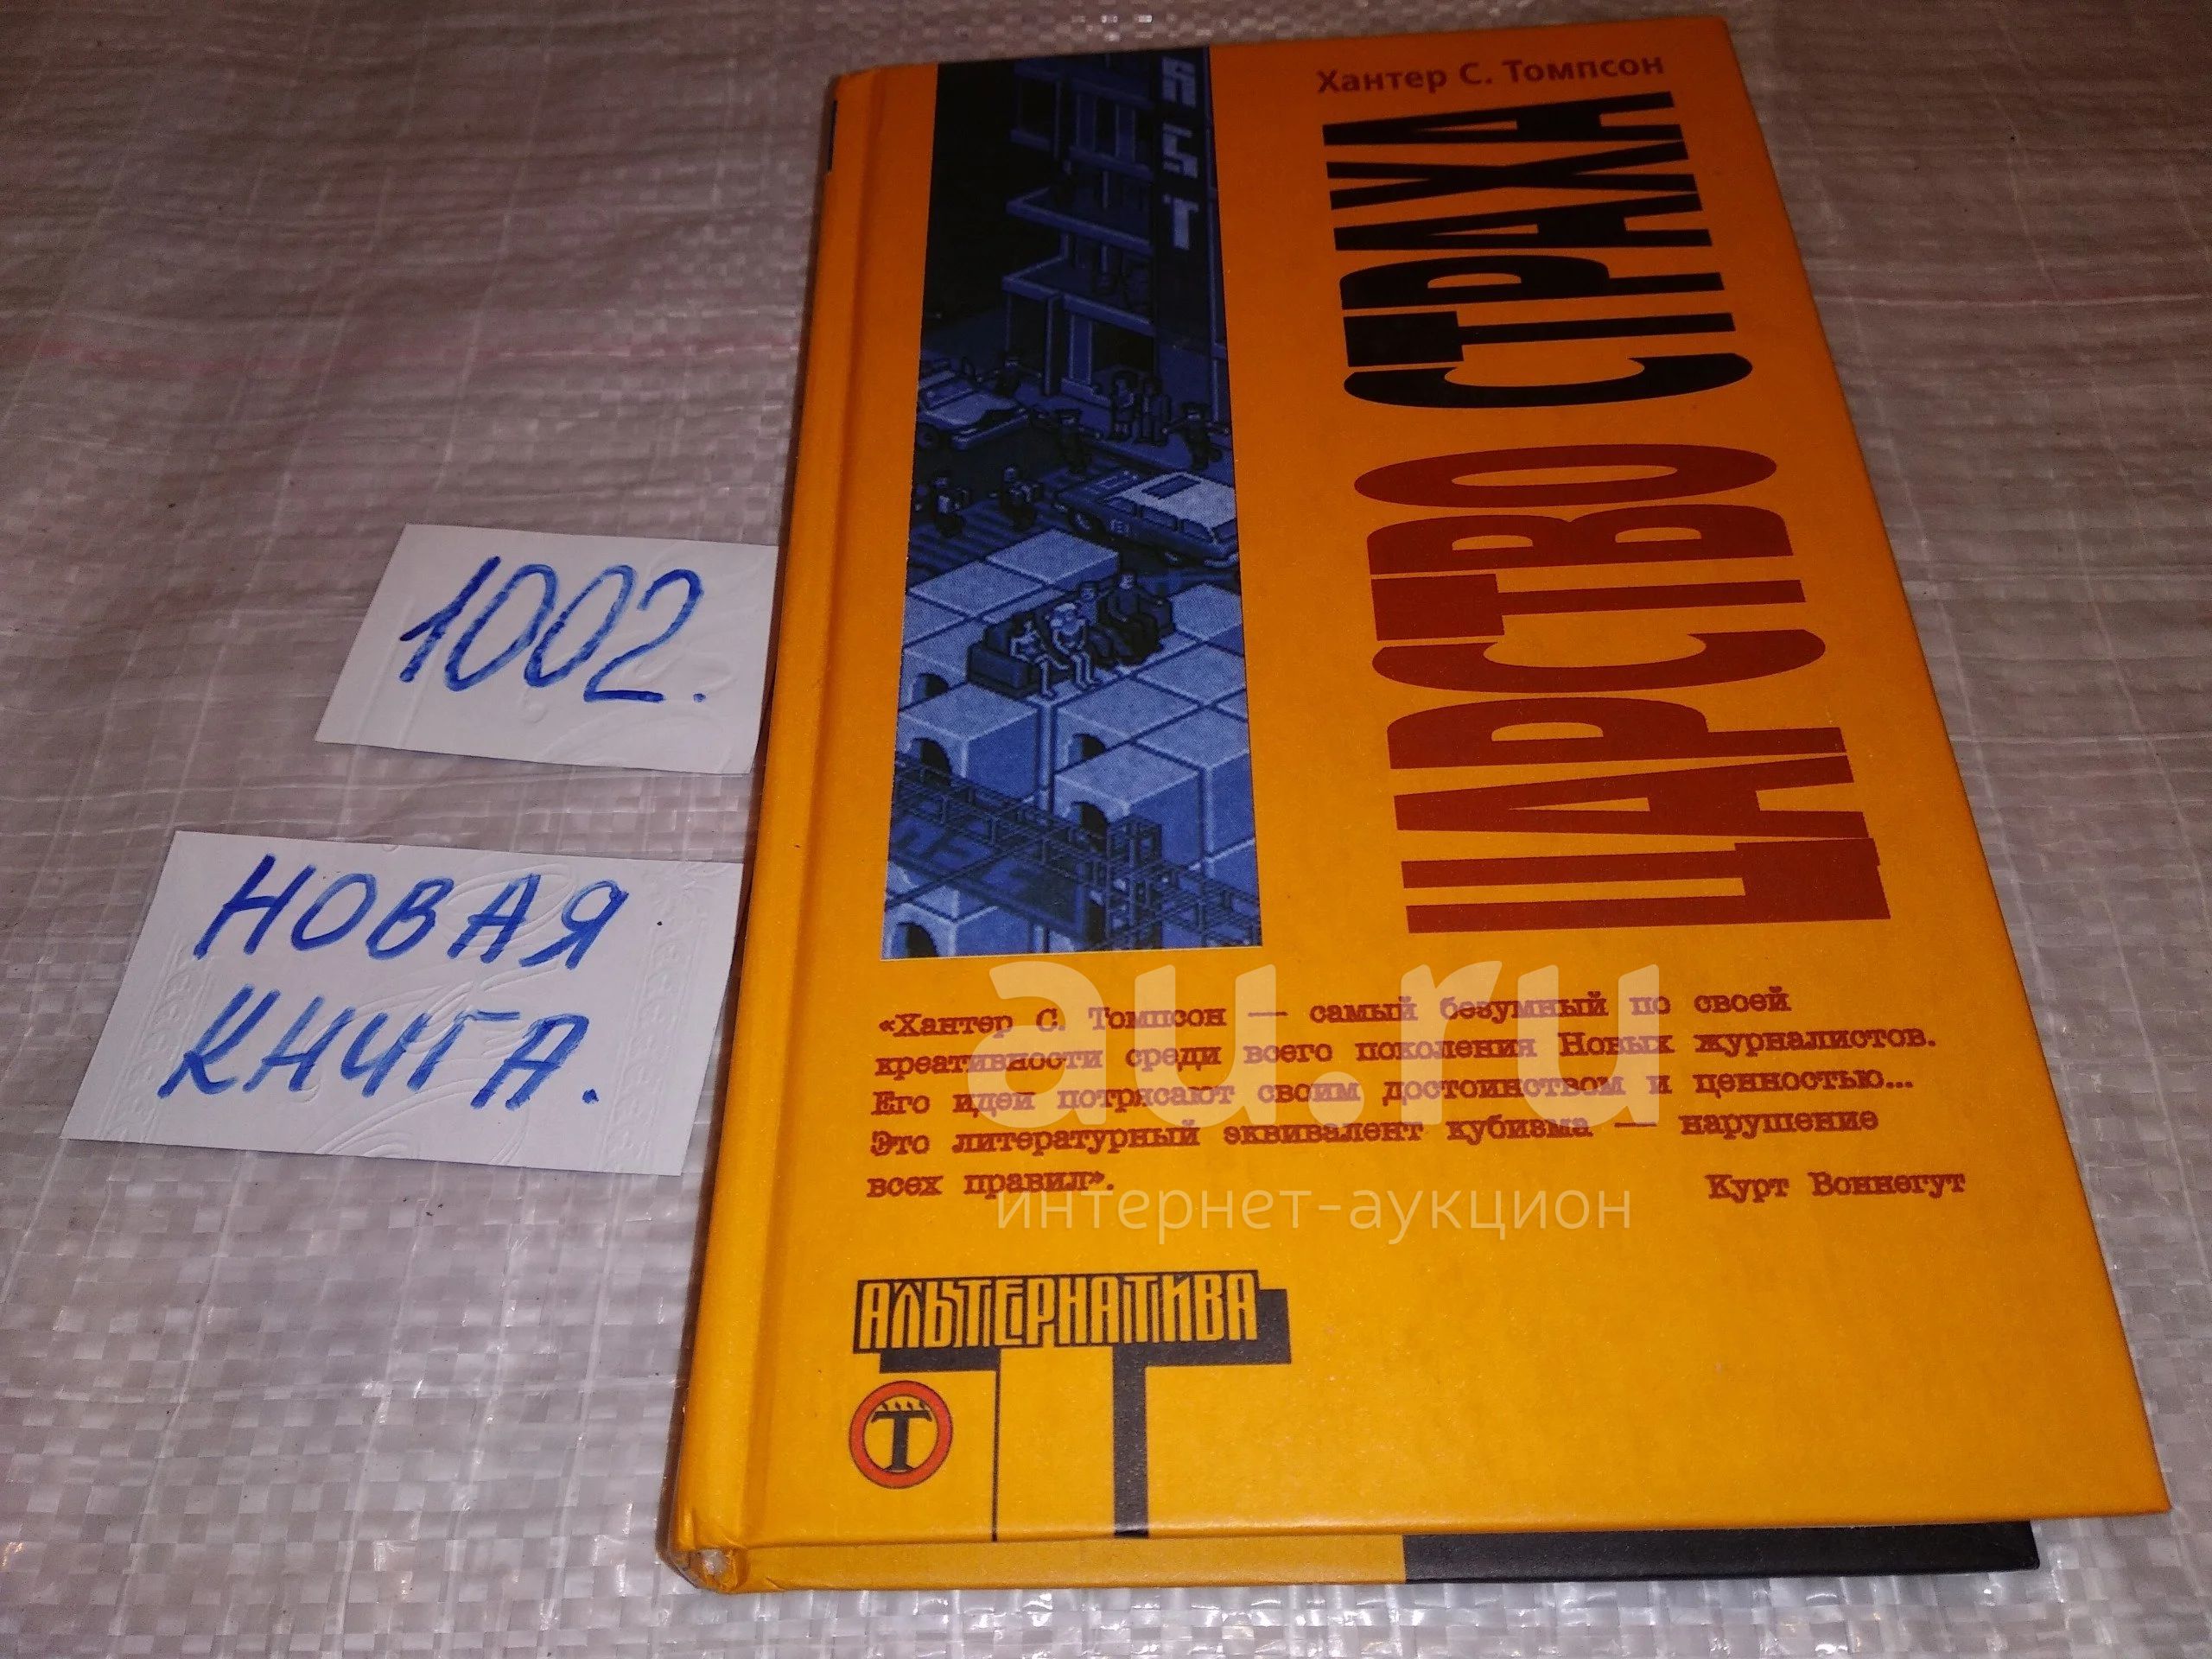 Хантер С. Томпсон
ЦАРСТВО СТРАХА
АБТ
1002.
НОВАЯ
КНИГА.
«Хантер С. Томпсон — самый безумный по своей
креативности среди всего поколения Новых журналистов.
Его идеи потрясают своим достоинством и ценностью...
Это литературный эквивалент кубизма — нарушение
всех правил».
Курт Воннегут
au.ru
интернет-аукцион
АЛЬТЕРНАТИВА
Т